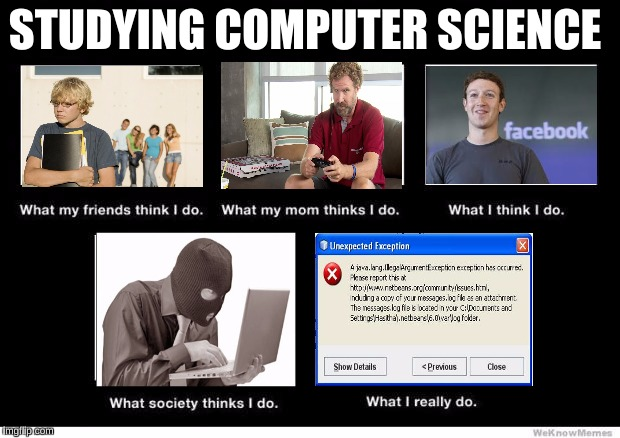 STUDYING COMPUTER SCIENCE
facebook
What my friends think I do.
What my mom thinks I do.
What I think I do.
Unexpected Exception
A java.lang.IllegalArgumentException exception has occurred.
Please report this at
http://www.netbeans.org/community/issues.html,
including a copy of your messages.log file as an attachment.
The messages.log file is located in your C:\Documents and
Settings\Hasitha\.netbeans\6.0\var\log folder.
Show Details
< Previous
Close
What society thinks I do.
What I really do.
imgflip.com
WeKnowMemes